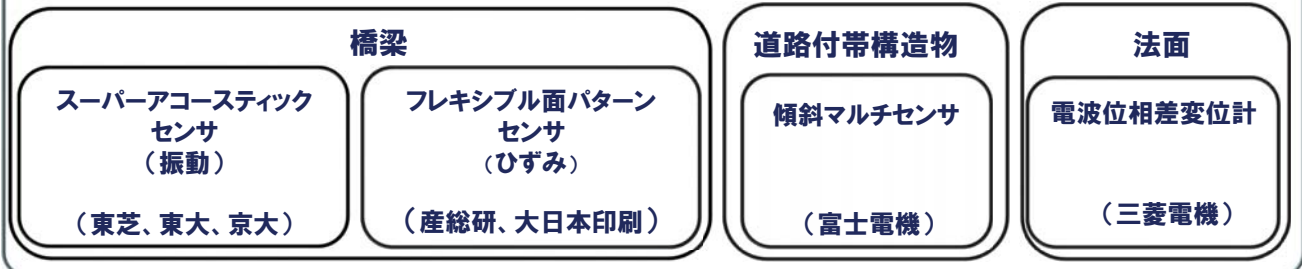 橋梁
スーパーアコースティック
センサ
（振動）
（東芝、東大、京大）
フレキシブル面パターン
センサ
（ひずみ）
（産総研、大日本印刷）
道路付帯構造物
傾斜マルチセンサ
（富士電機）
法面
電波位相差変位計
（三菱電機）